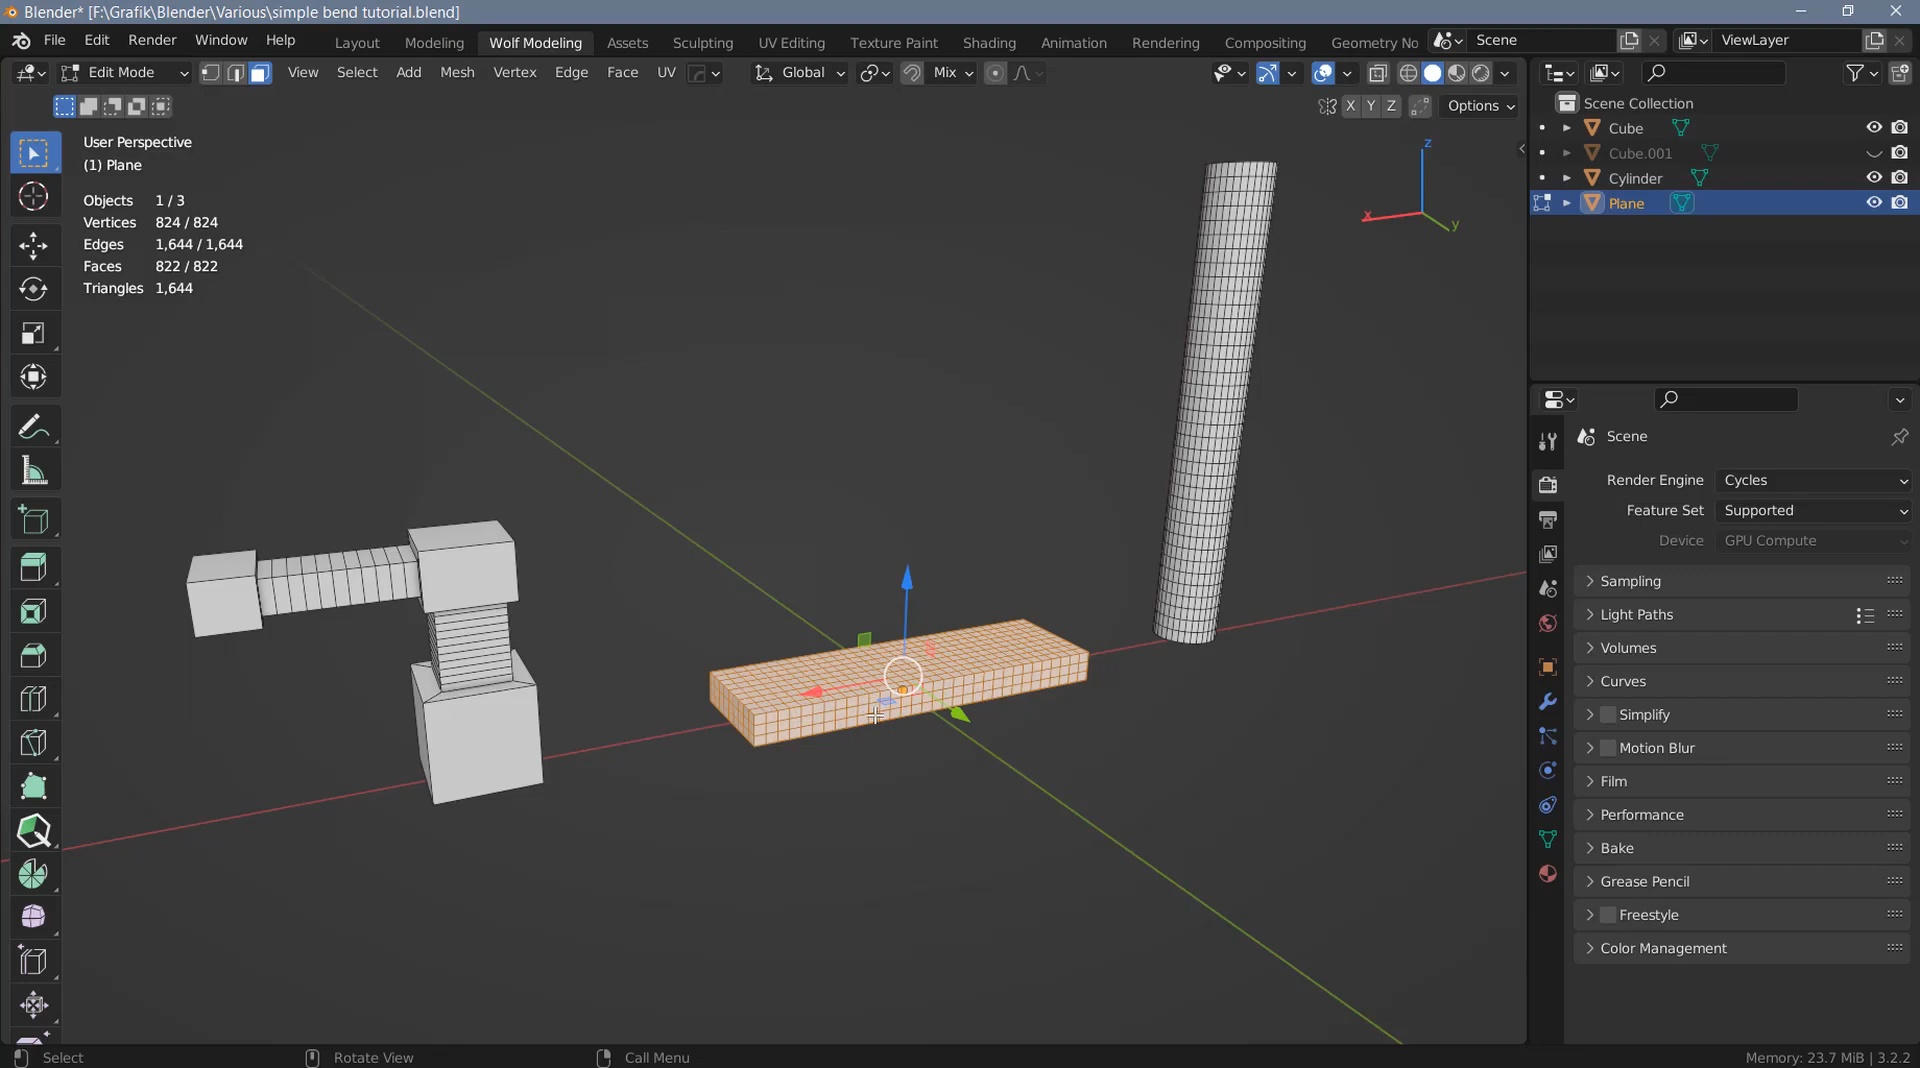 Blender* [F:\Grafik\Blender\Various\simple bend tutorial.blend]
File Edit Render Window Help
Layout Modeling Wolf Modeling Assets Sculpting UV Editing Texture Paint Shading Animation Rendering Compositing Geometry No
Scene
ViewLayer
Edit Mode
View Select Add Mesh Vertex Edge Face UV
Global
Mix
X Y Z
Options
User Perspective
(1) Plane
Objects 1 / 3
Vertices 824 / 824
Edges 1,644 / 1,644
Faces 822 / 822
Triangles 1,644
z
x
y
Scene Collection
Cube
Cube.001
Cylinder
Plane
Scene
Render Engine Cycles
Feature Set Supported
Device GPU Compute
Sampling
Light Paths
Volumes
Curves
Simplify
Motion Blur
Film
Performance
Bake
Grease Pencil
Freestyle
Color Management
Select
Rotate View
Call Menu
Memory: 23.7 MiB | 3.2.2